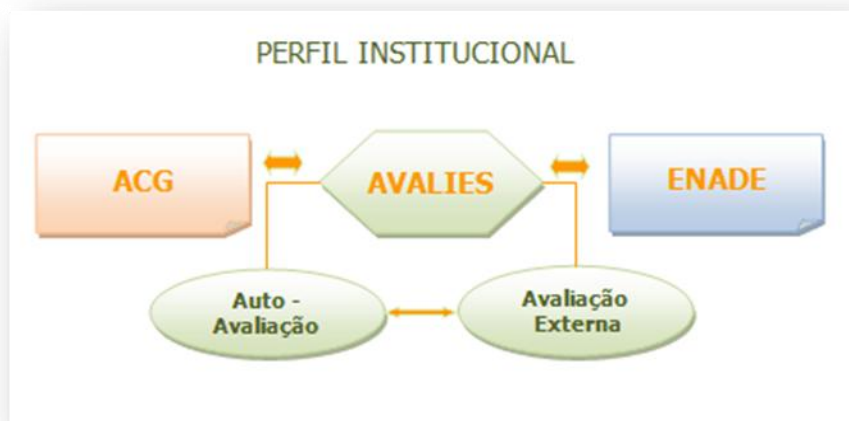 PERFIL INSTITUCIONAL
ACG
AVALIES
ENADE
Auto -
Avaliação
Avaliação
Externa